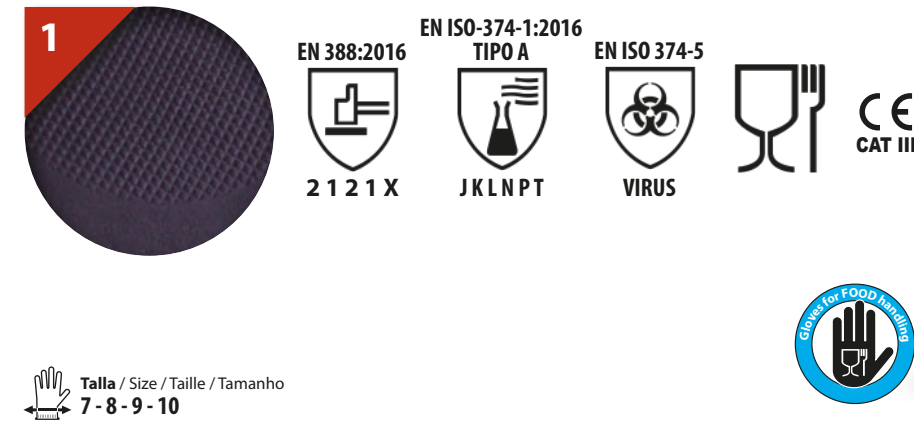 1
EN 388:2016
2 1 2 1 X
EN ISO-374-1:2016
TIPO A
J K L N P T
EN ISO 374-5
VIRUS
CE
CAT III
Gloves for FOOD handling
Talla / Size / Taille / Tamanho
7 - 8 - 9 - 10